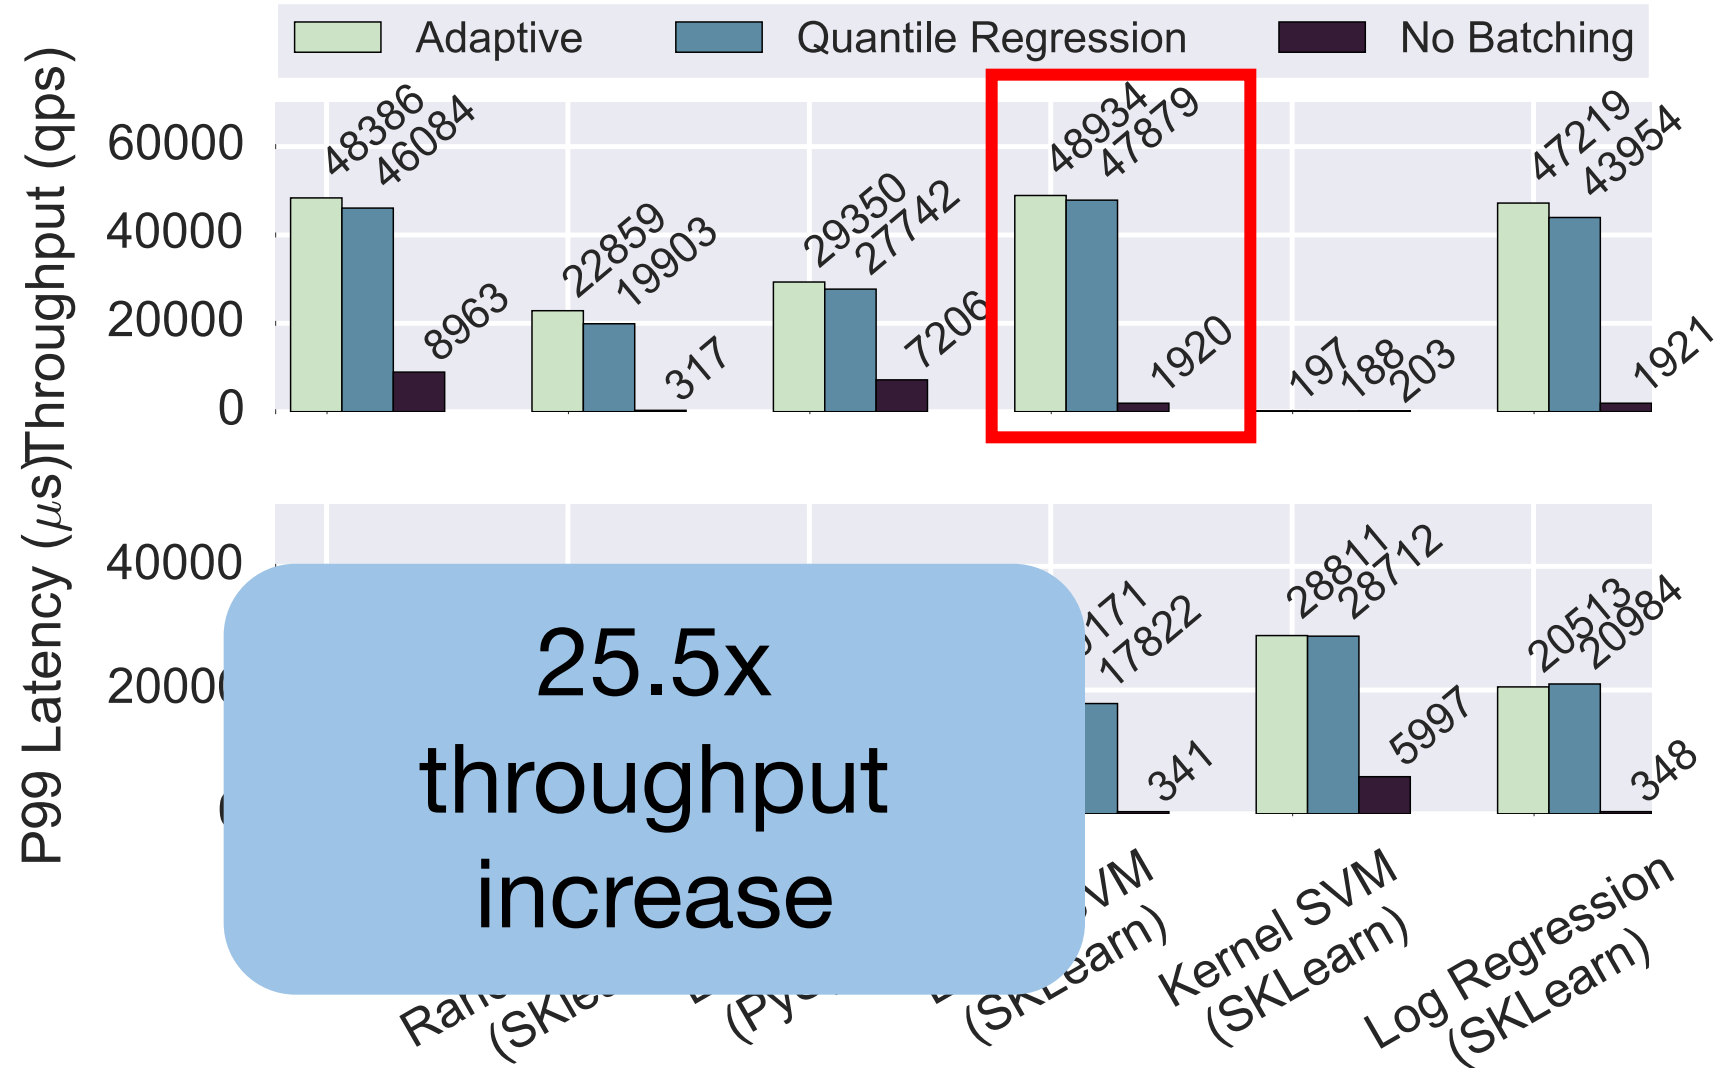 Adaptive Quantile Regression No Batching
Throughput (qps)
60000
40000
20000
0
48386 46084 8963
22859 19903 317
29350 27742 7206
48934 47879 1920
197 188 203
47219 43954 1921
P99 Latency (μs)
40000
20000
17822 341
28811 28712 5997
20513 20984 348
25.5x
throughput
increase
(SKLearn)
Kernel SVM
(SKLearn)
Log Regression
(SKLearn)